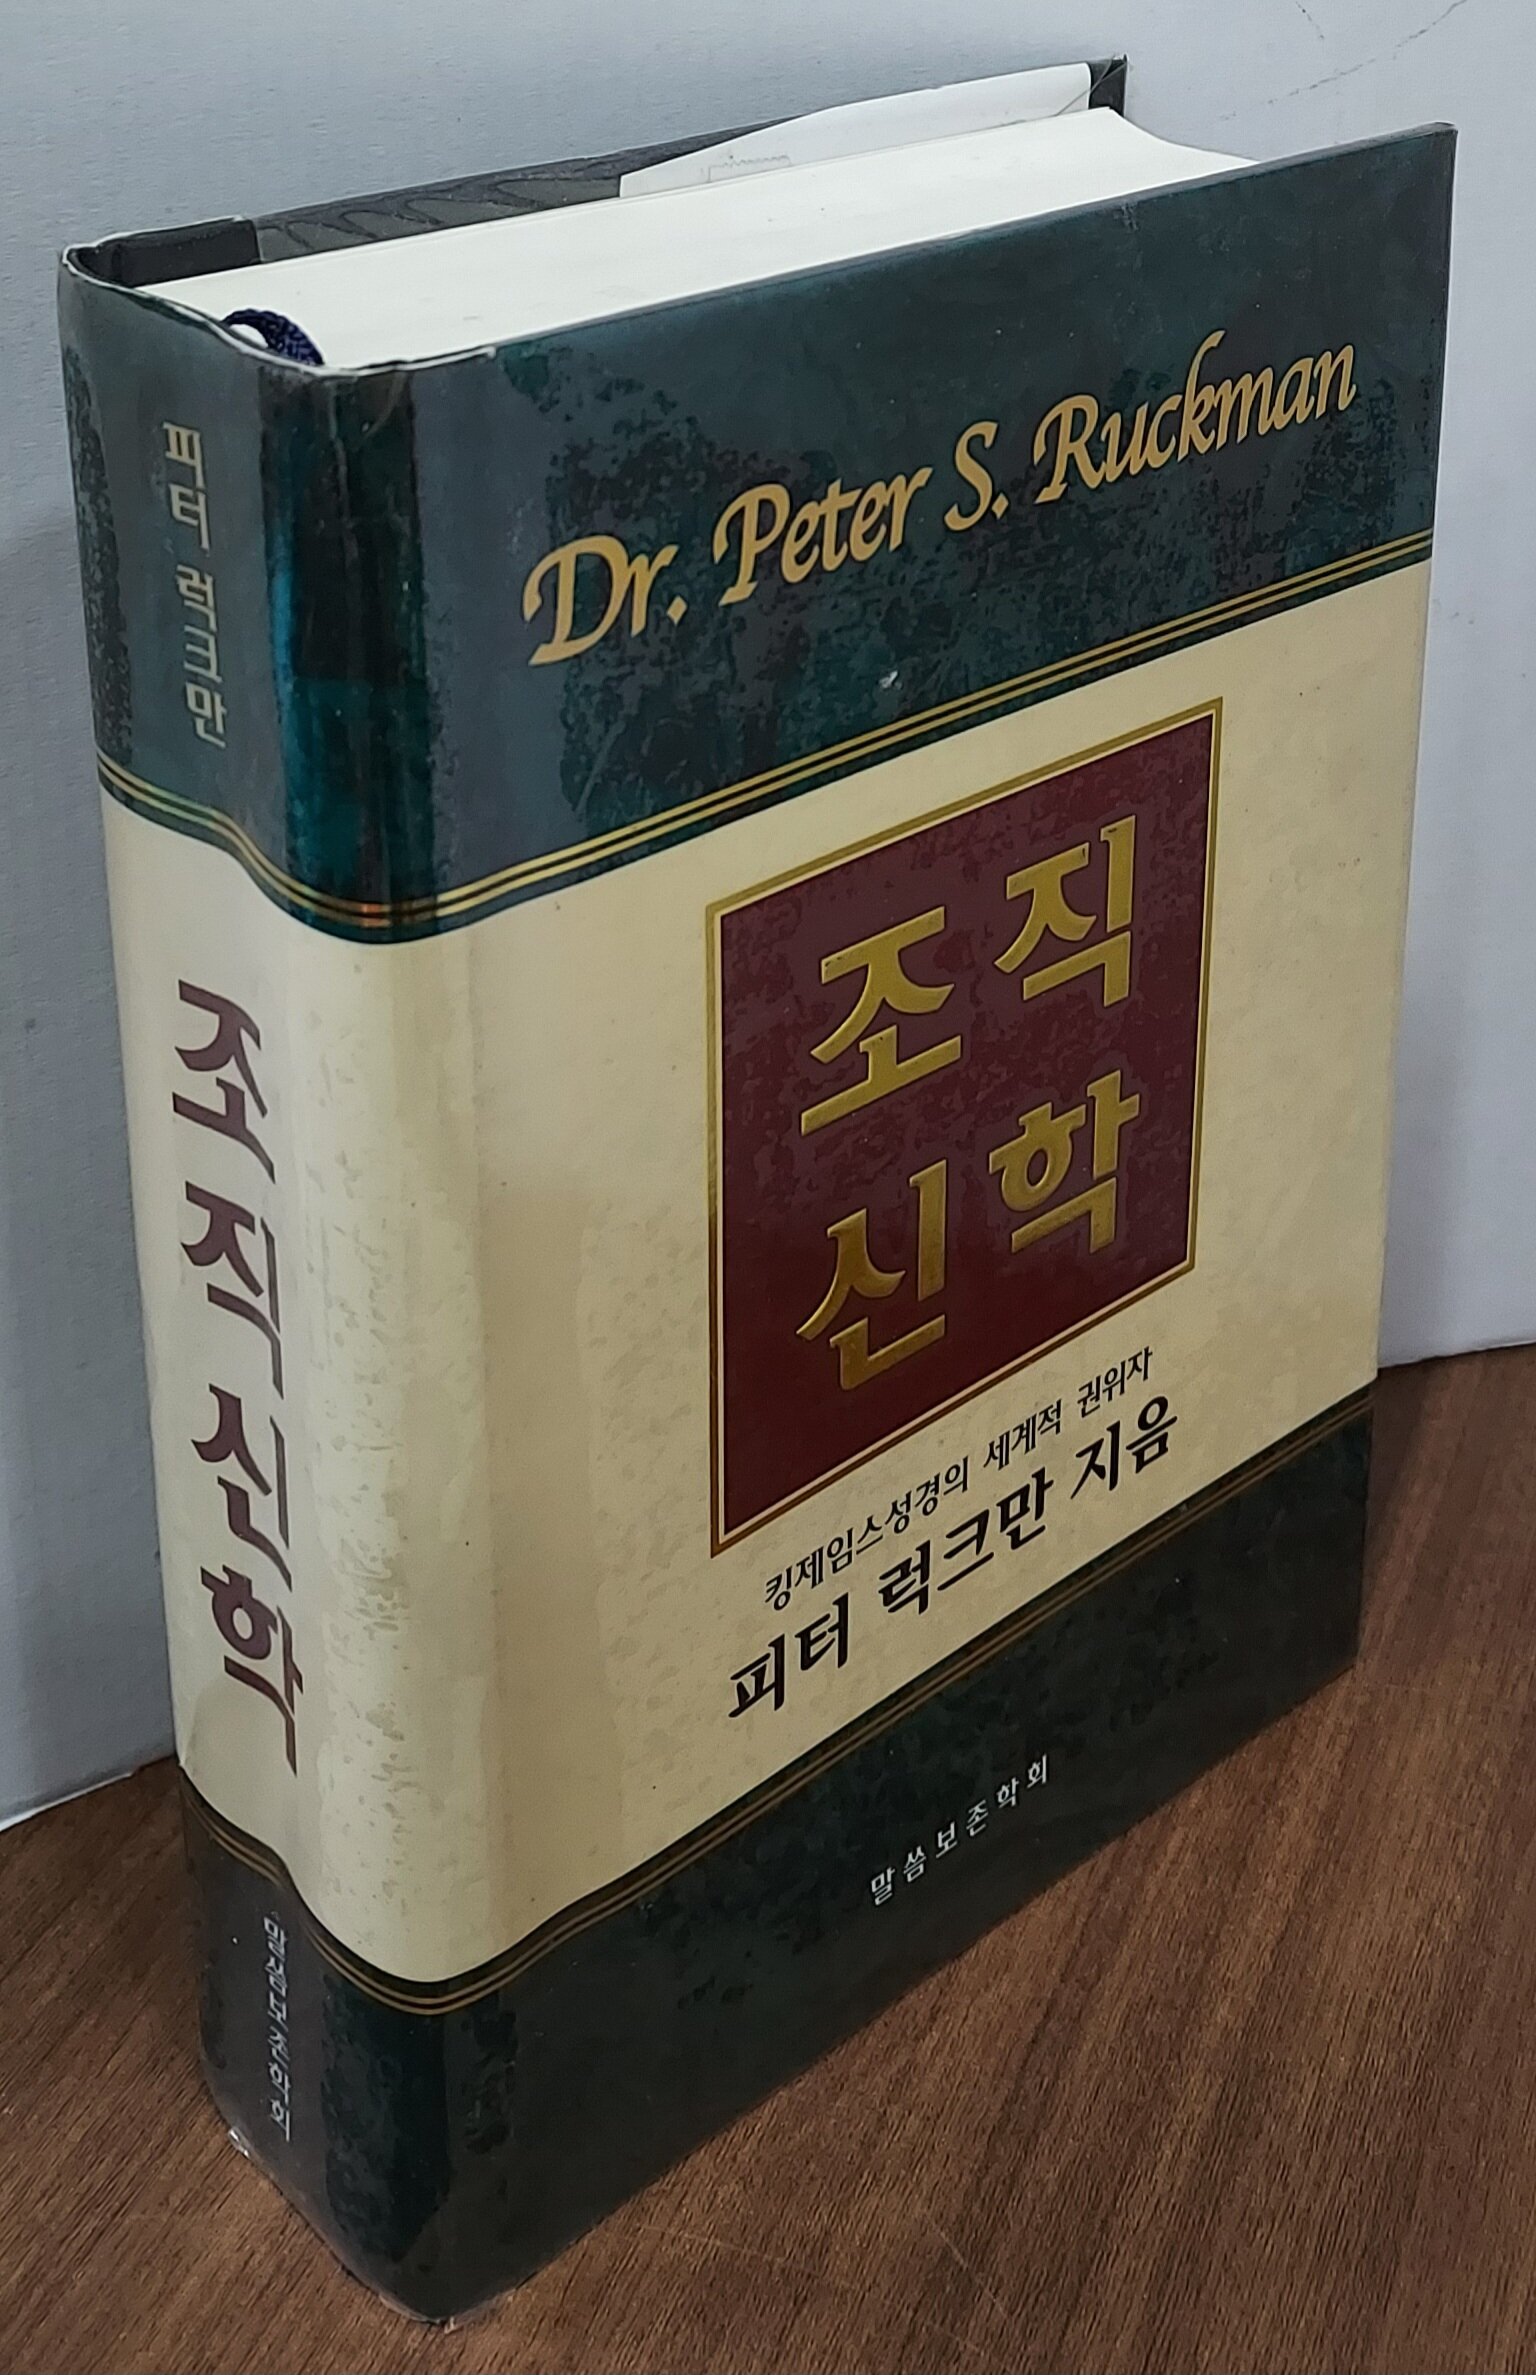 Dr. Peter S. Ruckman
조직
신학
킹제임스성경의 세계적 권위자
피터 럭크만 지음
말씀보존학회
피터 럭크만
조직신학
말씀보존학회